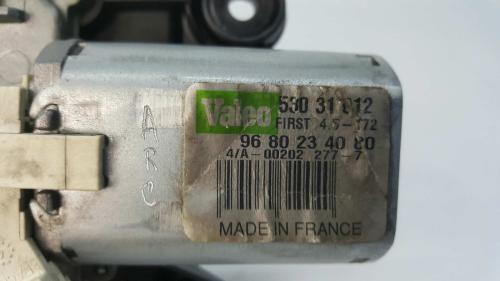 Valeo
530 31 012
FIRST 4.5-172
96 80 23 40 80
4/A-00202 277-7
MADE IN FRANCE
ARC